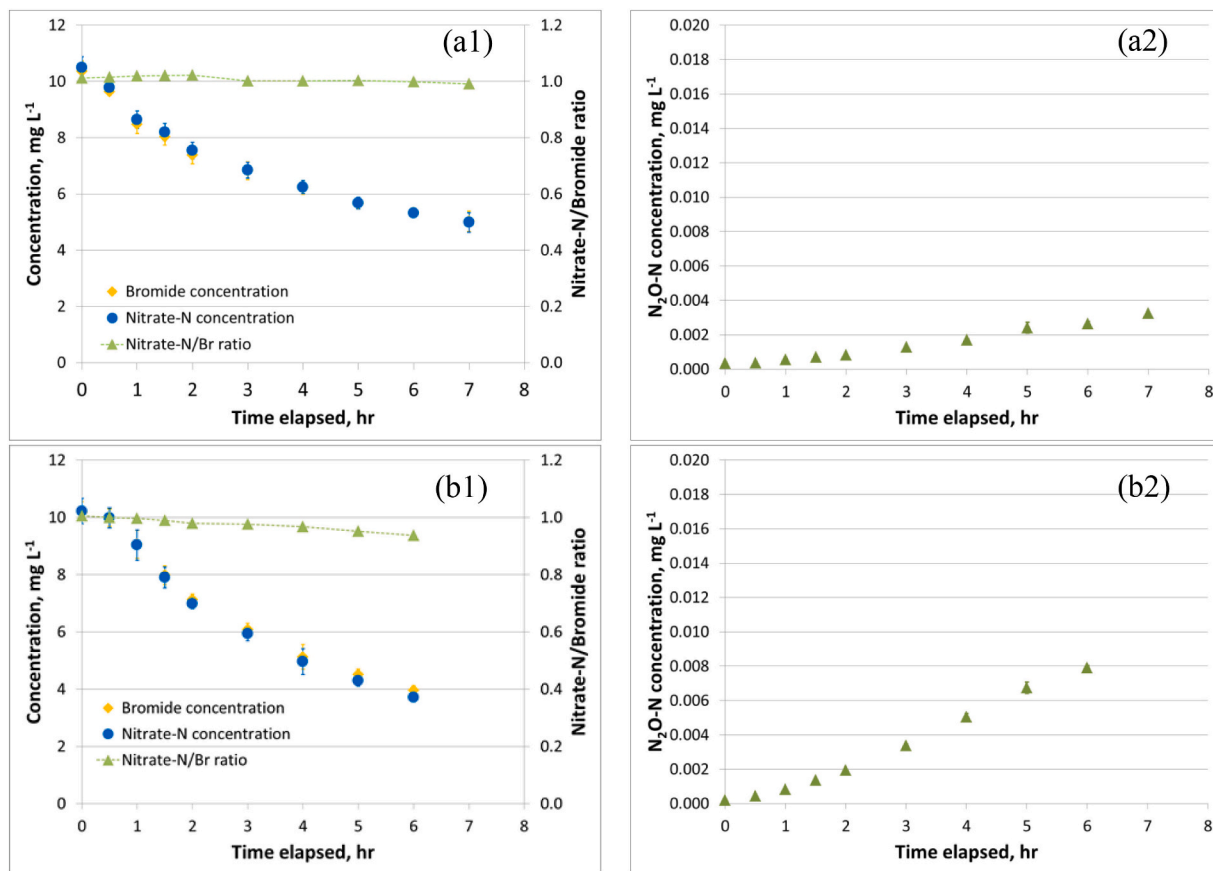 (a1)
12
10
8
6
4
2
0
1.2
1.0
0.8
0.6
0.4
0.2
0.0
Concentration, mg L-1
Nitrate-N/Bromide ratio
Bromide concentration
Nitrate-N concentration
Nitrate-N/Br ratio
0 1 2 3 4 5 6 7 8
Time elapsed, hr
(a2)
0.020
0.018
0.016
0.014
0.012
0.010
0.008
0.006
0.004
0.002
0.000
N2O-N concentration, mg L-1
0 1 2 3 4 5 6 7 8
Time elapsed, hr
(b1)
12
10
8
6
4
2
0
1.2
1.0
0.8
0.6
0.4
0.2
0.0
Concentration, mg L-1
Nitrate-N/Bromide ratio
Bromide concentration
Nitrate-N concentration
Nitrate-N/Br ratio
0 1 2 3 4 5 6 7 8
Time elapsed, hr
(b2)
0.020
0.018
0.016
0.014
0.012
0.010
0.008
0.006
0.004
0.002
0.000
N2O-N concentration, mg L-1
0 1 2 3 4 5 6 7 8
Time elapsed, hr